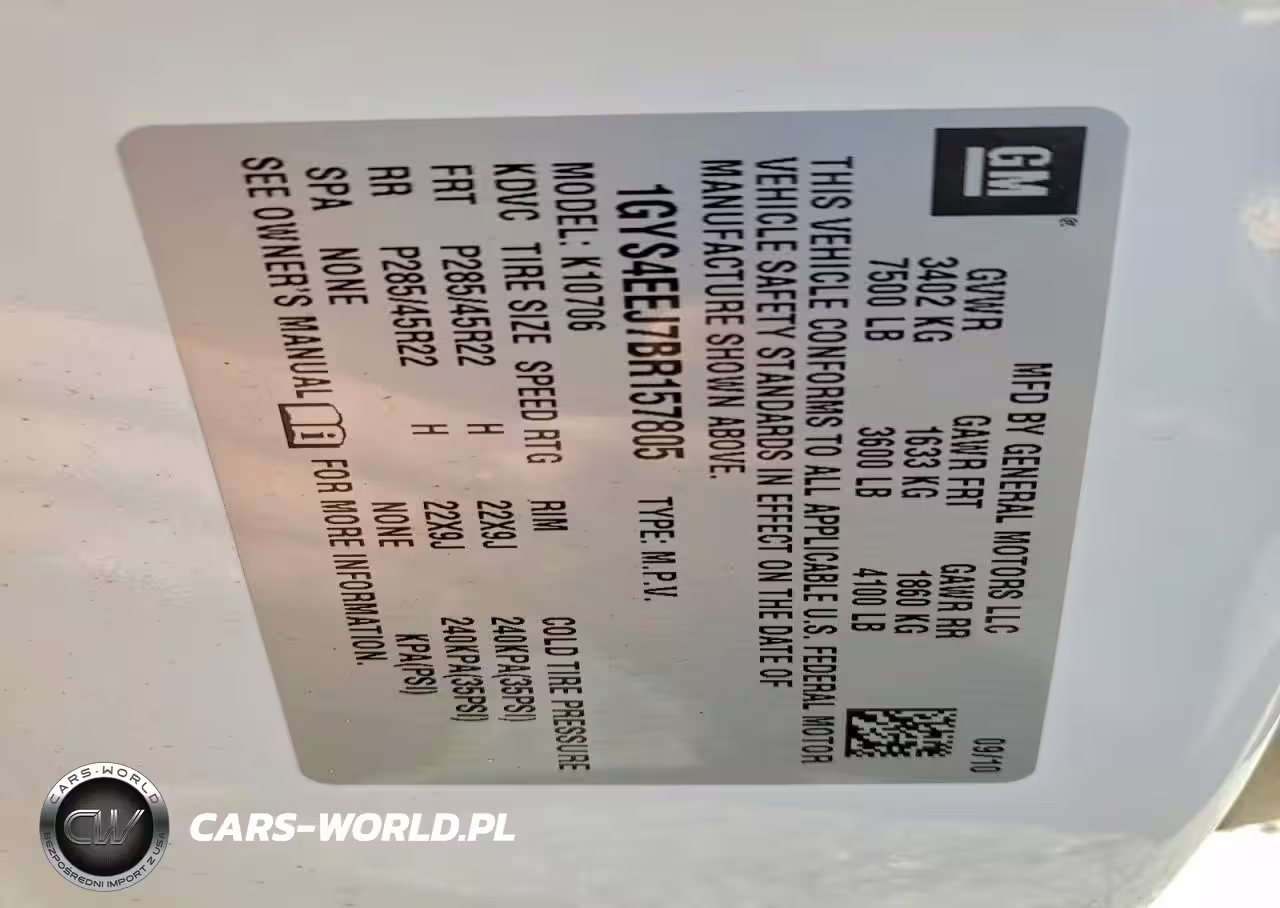 GM
MFD BY GENERAL MOTORS LLC
09/10
GVWR GAWR FRT GAWR RR
3402 KG 1633 KG 1860 KG
7500 LB 3600 LB 4100 LB
THIS VEHICLE CONFORMS TO ALL APPLICABLE U.S. FEDERAL MOTOR
VEHICLE SAFETY STANDARDS IN EFFECT ON THE DATE OF
MANUFACTURE SHOWN ABOVE.
1GYS4EEJ7BR157805 TYPE: M.P.V.
MODEL: K10706
KDVC TIRE SIZE SPEED RTG RIM COLD TIRE PRESSURE
FRT P285/45R22 H 22X9J 240KPA(35PSI)
RR P285/45R22 H 22X9J 240KPA(35PSI)
SPA NONE NONE KPA(PSI)
SEE OWNER'S MANUAL i FOR MORE INFORMATION.
CARS-WORLD
CW
BEZPOŚREDNI IMPORT Z USA
CARS-WORLD.PL